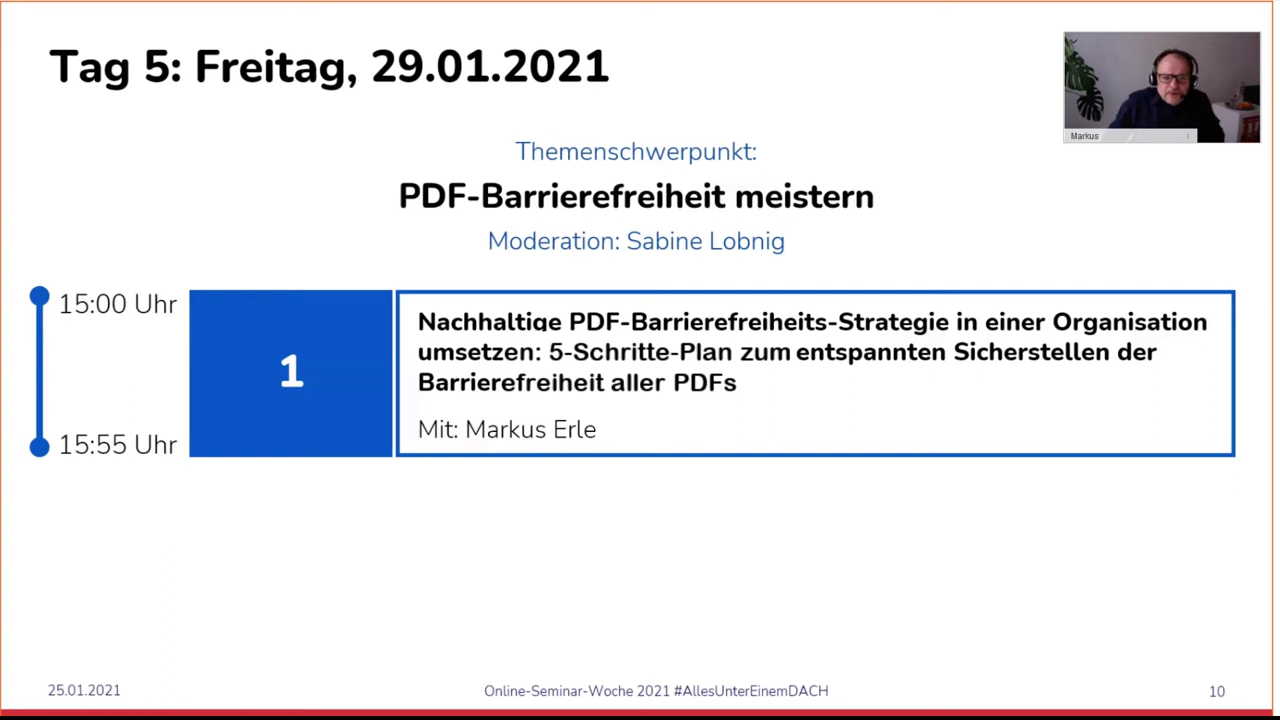 Tag 5: Freitag, 29.01.2021
Markus
Themenschwerpunkt:
PDF-Barrierefreiheit meistern
Moderation: Sabine Lobnig
15:00 Uhr
1
Nachhaltige PDF-Barrierefreiheits-Strategie in einer Organisation
umsetzen: 5-Schritte-Plan zum entspannten Sicherstellen der
Barrierefreiheit aller PDFs
Mit: Markus Erle
15:55 Uhr
25.01.2021
Online-Seminar-Woche 2021 #AllesUnterEinemDACH
10